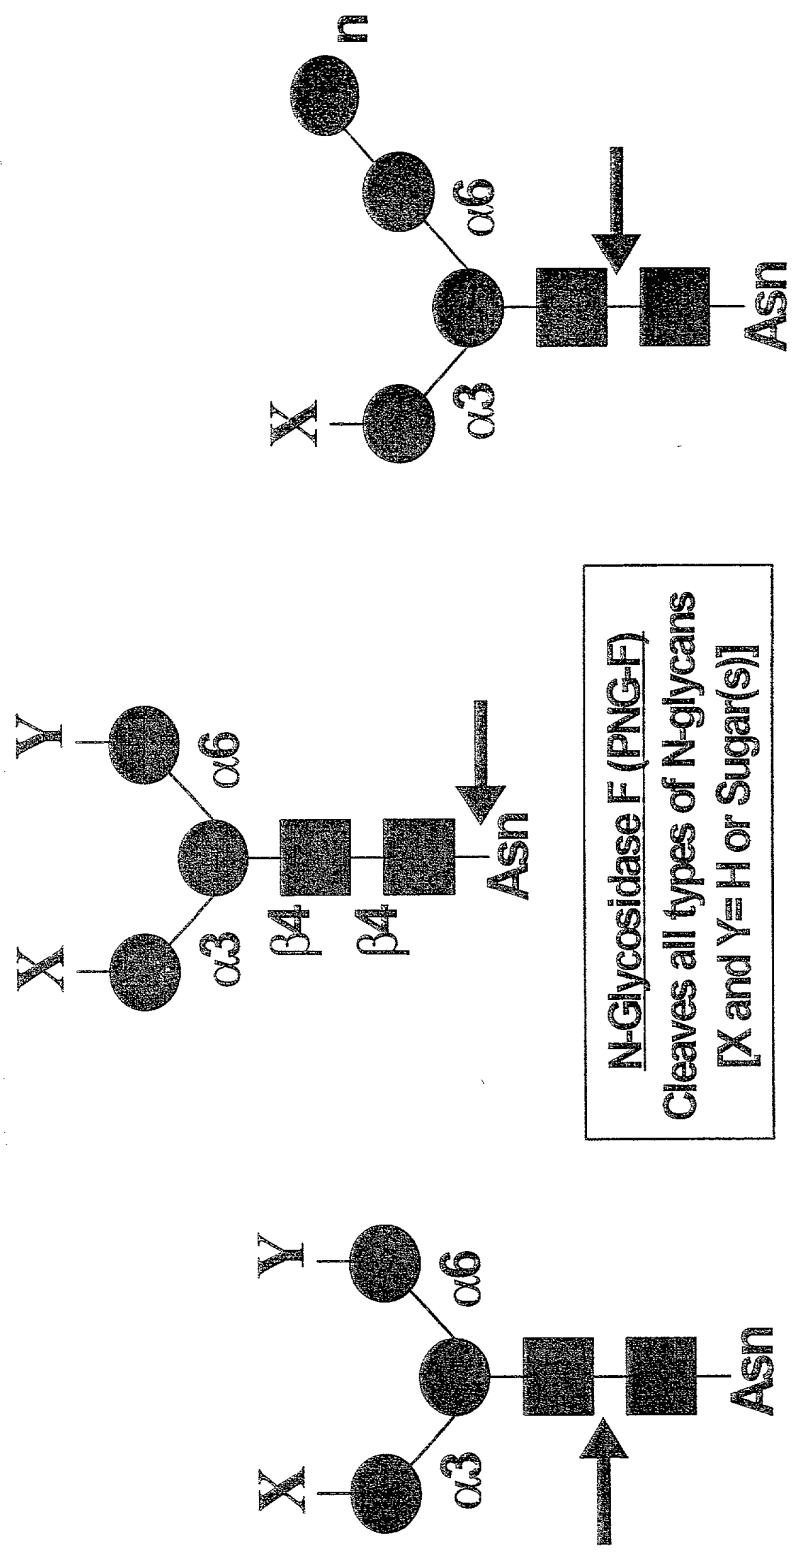 X Y
α3 α6
Asn
X Y
α3 α6
β4
β4
Asn
N-Glycosidase F (PNG-F)
Cleaves all types of N-glycans
[X and Y= H or Sugar(s)]
X n
α3 α6
Asn